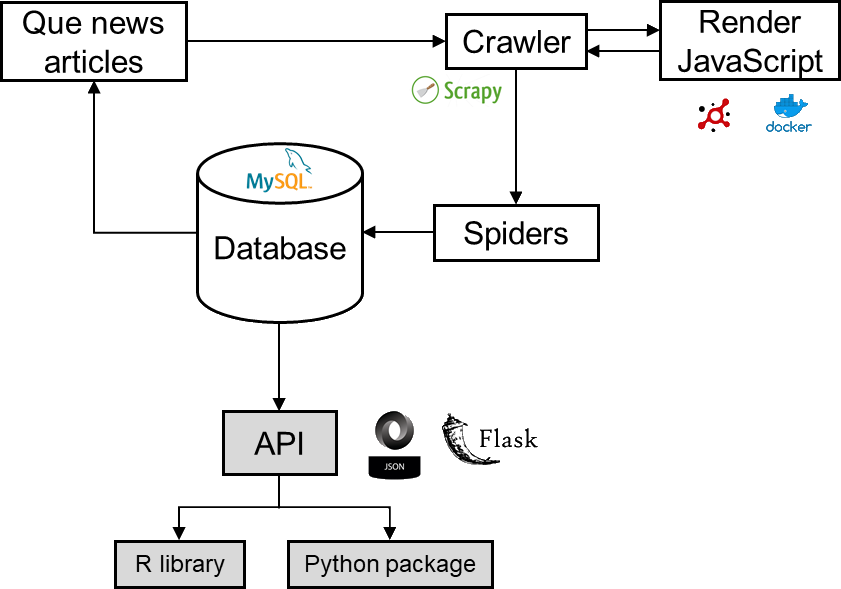 Que news
articles
Crawler
Render
JavaScript
Scrapy
docker
MySQL
Database
Spiders
API
JSON
Flask
R library
Python package